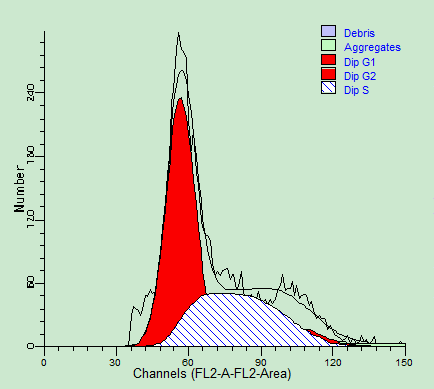 Debris
Aggregates
Dip G1
Dip G2
Dip S
Number
0
60
120
180
240
0
30
60
90
120
150
Channels (FL2-A-FL2-Area)